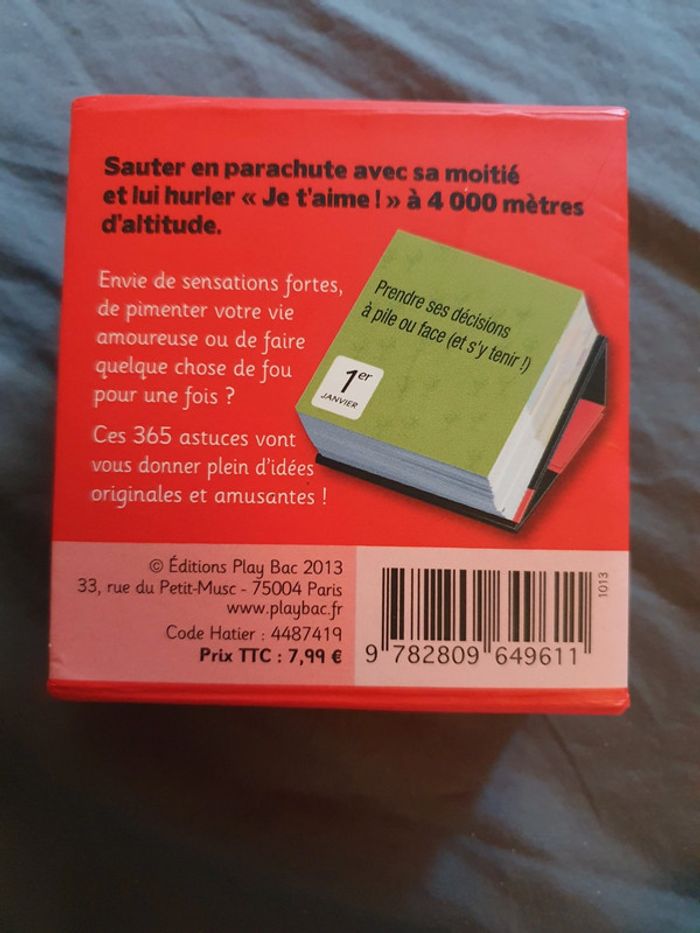 Sauter en parachute avec sa moitié
et lui hurler « Je t'aime ! » à 4 000 mètres
d'altitude.
Envie de sensations fortes,
de pimenter votre vie
amoureuse ou de faire
quelque chose de fou
pour une fois ?
Ces 365 astuces vont
vous donner plein d'idées
originales et amusantes !
Prendre ses décisions
à pile ou face (et s'y tenir !)
1er
JANVIER
© Éditions Play Bac 2013
33, rue du Petit-Musc - 75004 Paris
www.playbac.fr
Code Hatier : 4487419
Prix TTC : 7,99 €
9 782809 649611
1013